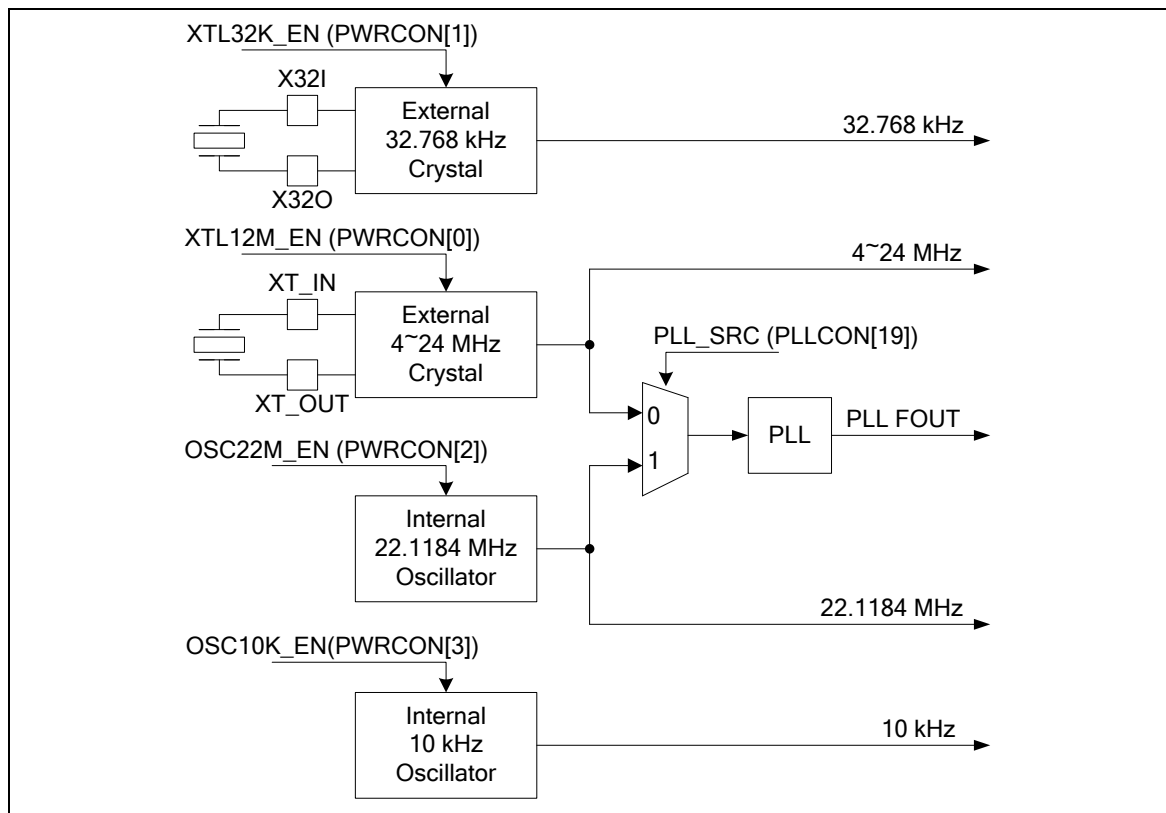 XTL32K_EN (PWRCON[1])
X32I
External
32.768 kHz
Crystal
32.768 kHz
X32O
XTL12M_EN (PWRCON[0])
4~24 MHz
XT_IN
External
4~24 MHz
Crystal
PLL_SRC (PLLCON[19])
XT_OUT
0
1
PLL
PLL FOUT
OSC22M_EN (PWRCON[2])
Internal
22.1184 MHz
Oscillator
22.1184 MHz
OSC10K_EN(PWRCON[3])
Internal
10 kHz
Oscillator
10 kHz